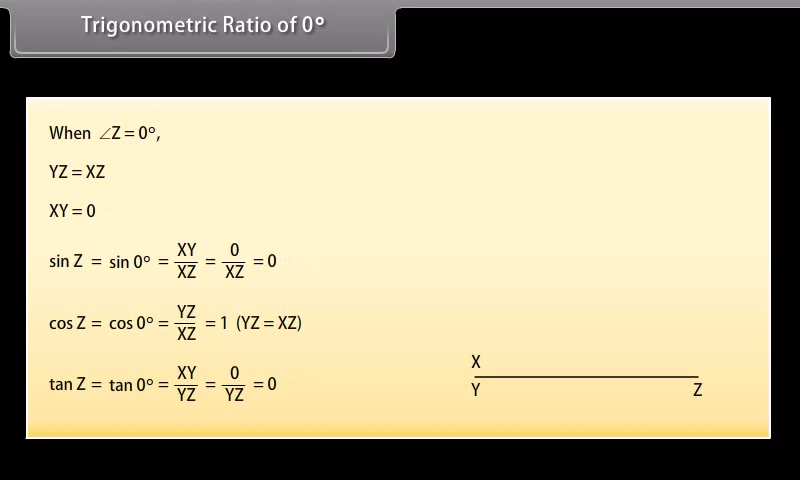 Trigonometric Ratio of 0°
When ∠Z = 0°,
YZ = XZ
XY = 0
sin Z = sin 0° = XY/XZ = 0/XZ = 0
cos Z = cos 0° = YZ/XZ = 1 (YZ = XZ)
tan Z = tan 0° = XY/YZ = 0/YZ = 0
X
Y Z